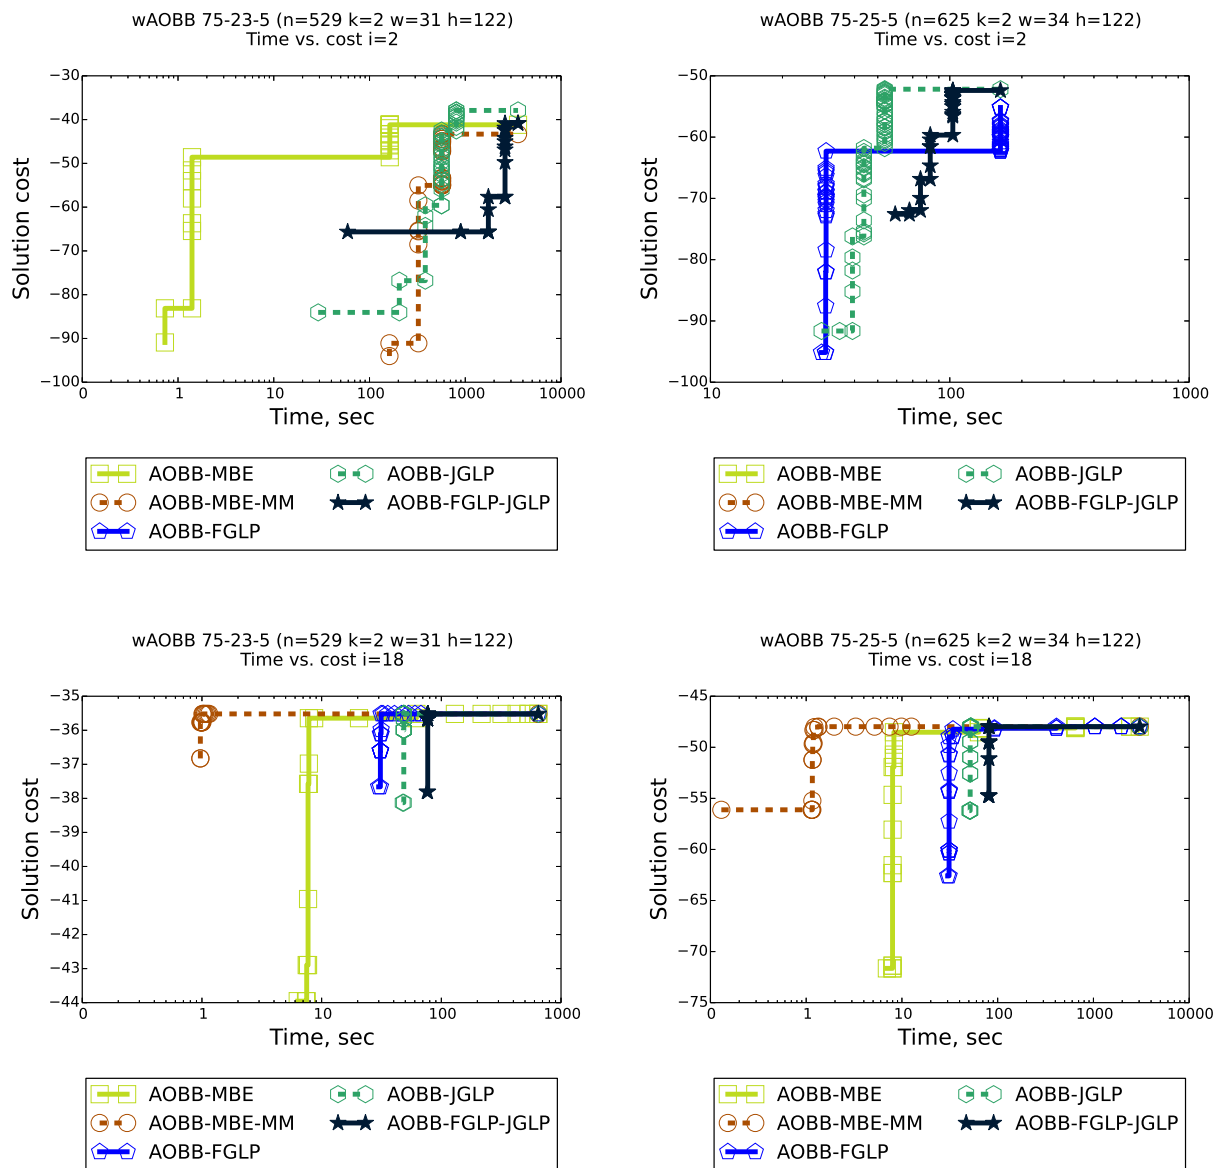 wAOBB 75-23-5 (n=529 k=2 w=31 h=122)
Time vs. cost i=2
−30
−40
−50
−60
−70
−80
−90
−100
Solution cost
0
1
10
100
1000
10000
Time, sec
AOBB-MBE
AOBB-MBE-MM
AOBB-FGLP
AOBB-JGLP
AOBB-FGLP-JGLP
wAOBB 75-25-5 (n=625 k=2 w=34 h=122)
Time vs. cost i=2
−50
−60
−70
−80
−90
−100
Solution cost
10
100
1000
Time, sec
AOBB-MBE
AOBB-MBE-MM
AOBB-FGLP
AOBB-JGLP
AOBB-FGLP-JGLP
wAOBB 75-23-5 (n=529 k=2 w=31 h=122)
Time vs. cost i=18
−35
−36
−37
−38
−39
−40
−41
−42
−43
−44
Solution cost
0
1
10
100
1000
Time, sec
AOBB-MBE
AOBB-MBE-MM
AOBB-FGLP
AOBB-JGLP
AOBB-FGLP-JGLP
wAOBB 75-25-5 (n=625 k=2 w=34 h=122)
Time vs. cost i=18
−45
−50
−55
−60
−65
−70
−75
Solution cost
0
1
10
100
1000
10000
Time, sec
AOBB-MBE
AOBB-MBE-MM
AOBB-FGLP
AOBB-JGLP
AOBB-FGLP-JGLP